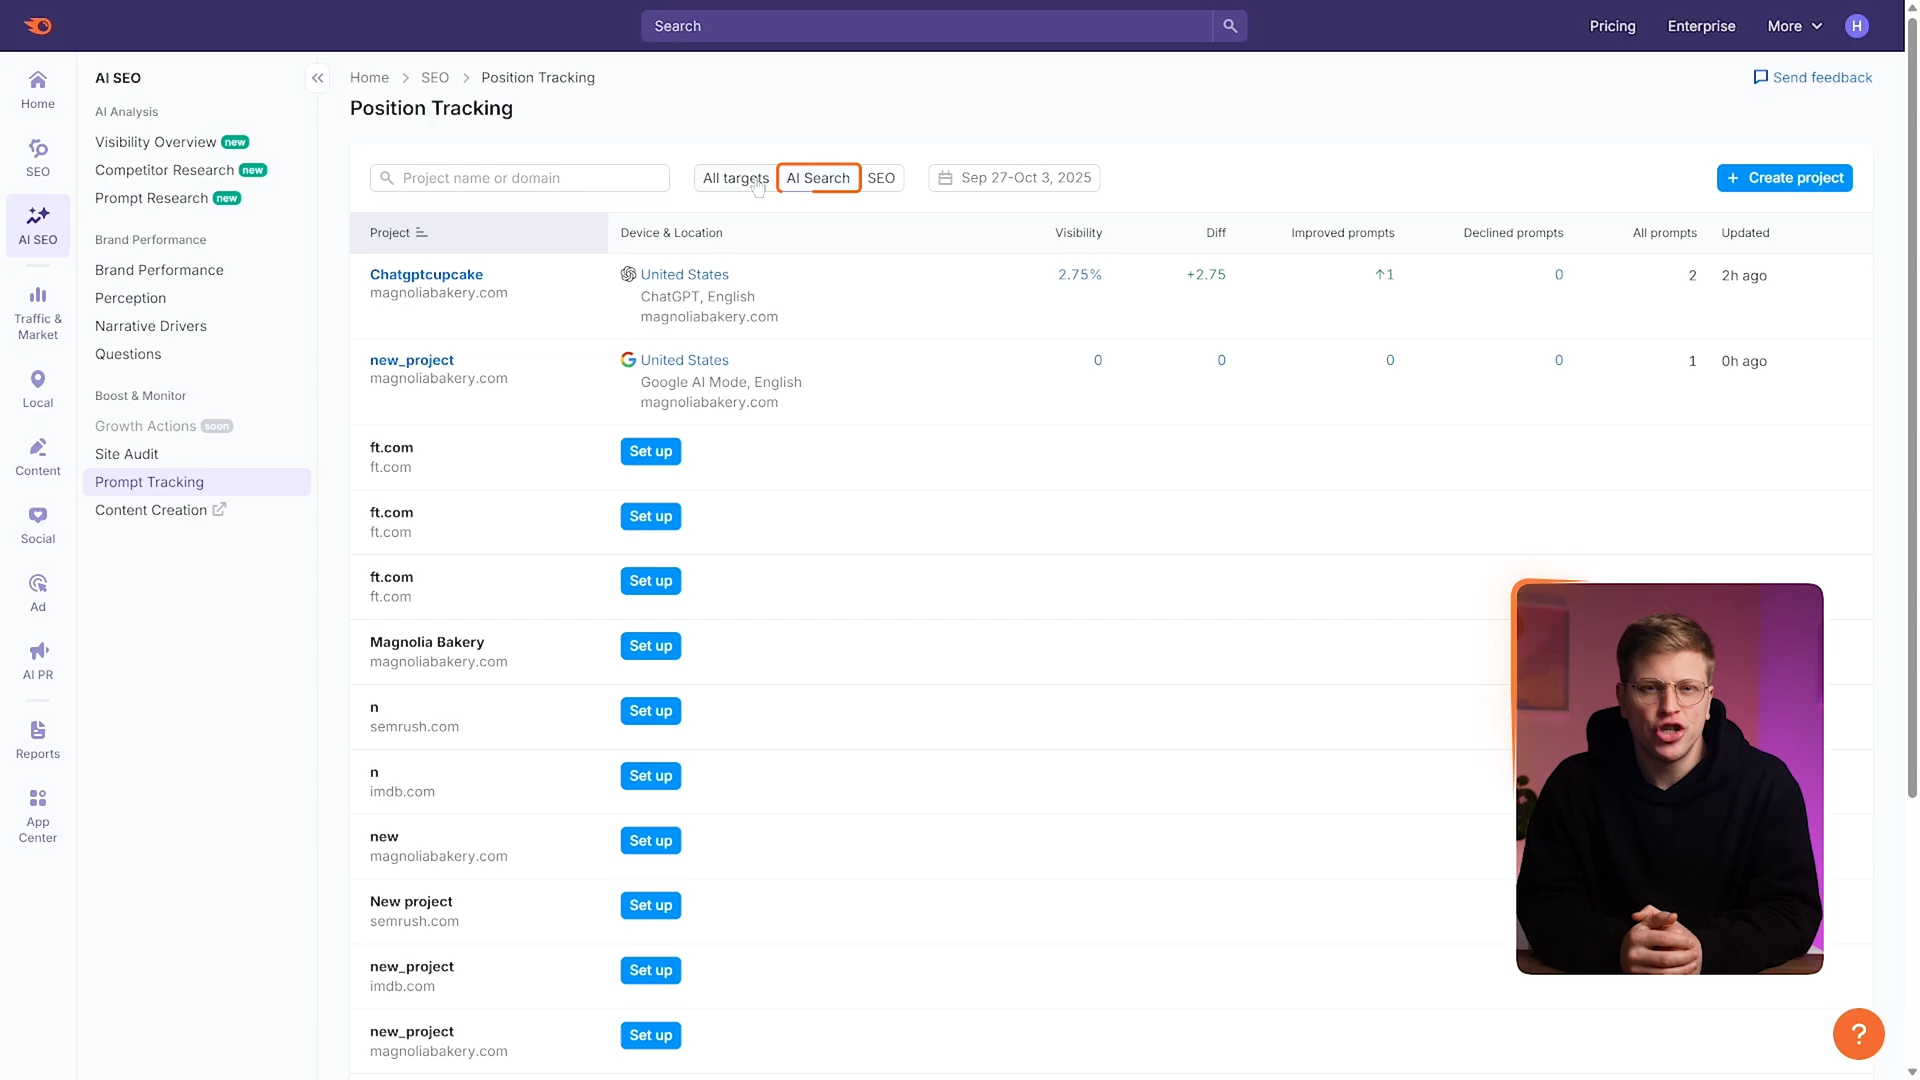 Search
Pricing
Enterprise
More
H
Home
SEO
AI SEO
Traffic &
Market
Local
Content
Social
Ad
AI PR
Reports
App
Center
AI SEO
AI Analysis
Visibility Overview new
Competitor Research new
Prompt Research new
Brand Performance
Brand Performance
Perception
Narrative Drivers
Questions
Boost & Monitor
Growth Actions soon
Site Audit
Prompt Tracking
Content Creation
Home > SEO > Position Tracking
Send feedback
Position Tracking
Project name or domain
All targets AI Search SEO
Sep 27-Oct 3, 2025
+ Create project
Project Device & Location Visibility Diff Improved prompts Declined prompts All prompts Updated
Chatgptcupcake United States 2.75% +2.75 ↑1 0 2 2h ago
magnoliabakery.com
ChatGPT, English
magnoliabakery.com
new_project United States 0 0 0 0 1 0h ago
magnoliabakery.com
Google AI Mode, English
magnoliabakery.com
ft.com Set up
ft.com
ft.com Set up
ft.com
ft.com Set up
ft.com
Magnolia Bakery Set up
magnoliabakery.com
n Set up
semrush.com
n Set up
imdb.com
new Set up
magnoliabakery.com
New project Set up
semrush.com
new_project Set up
imdb.com
new_project Set up
magnoliabakery.com
?